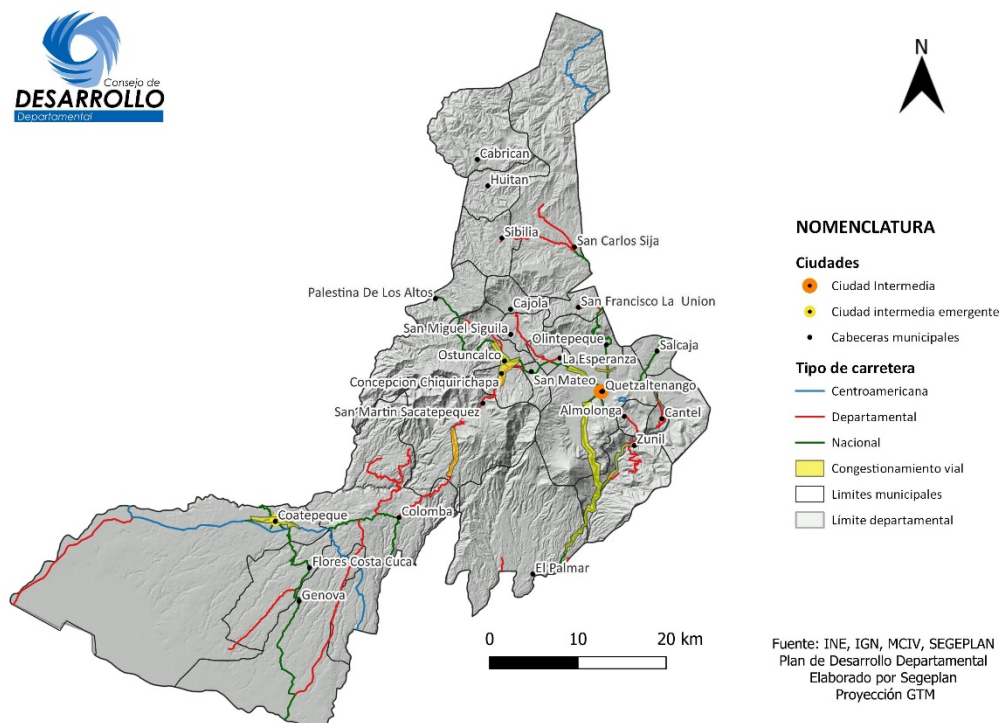 Consejo de
DESARROLLO
Departamental
N
Cabrican
Huitan
Sibilia
San Carlos Sija
Palestina De Los Altos
Cajola
San Francisco La Union
San Miguel Siguila
Olintepeque
Salcaja
Ostuncalco
La Esperanza
Concepcion Chiquirichapa
San Mateo
Quetzaltenango
San Martin Sacatepequez
Almolonga
Cantel
Zunil
Coatepeque
Colomba
Flores Costa Cuca
El Palmar
Genova
0 10 20 km
NOMENCLATURA
Ciudades
Ciudad Intermedia
Ciudad intermedia emergente
Cabeceras municipales
Tipo de carretera
Centroamericana
Departamental
Nacional
Congestionamiento vial
Limites municipales
Límite departamental
Fuente: INE, IGN, MCIV, SEGEPLAN
Plan de Desarrollo Departamental
Elaborado por Segeplan
Proyección GTM